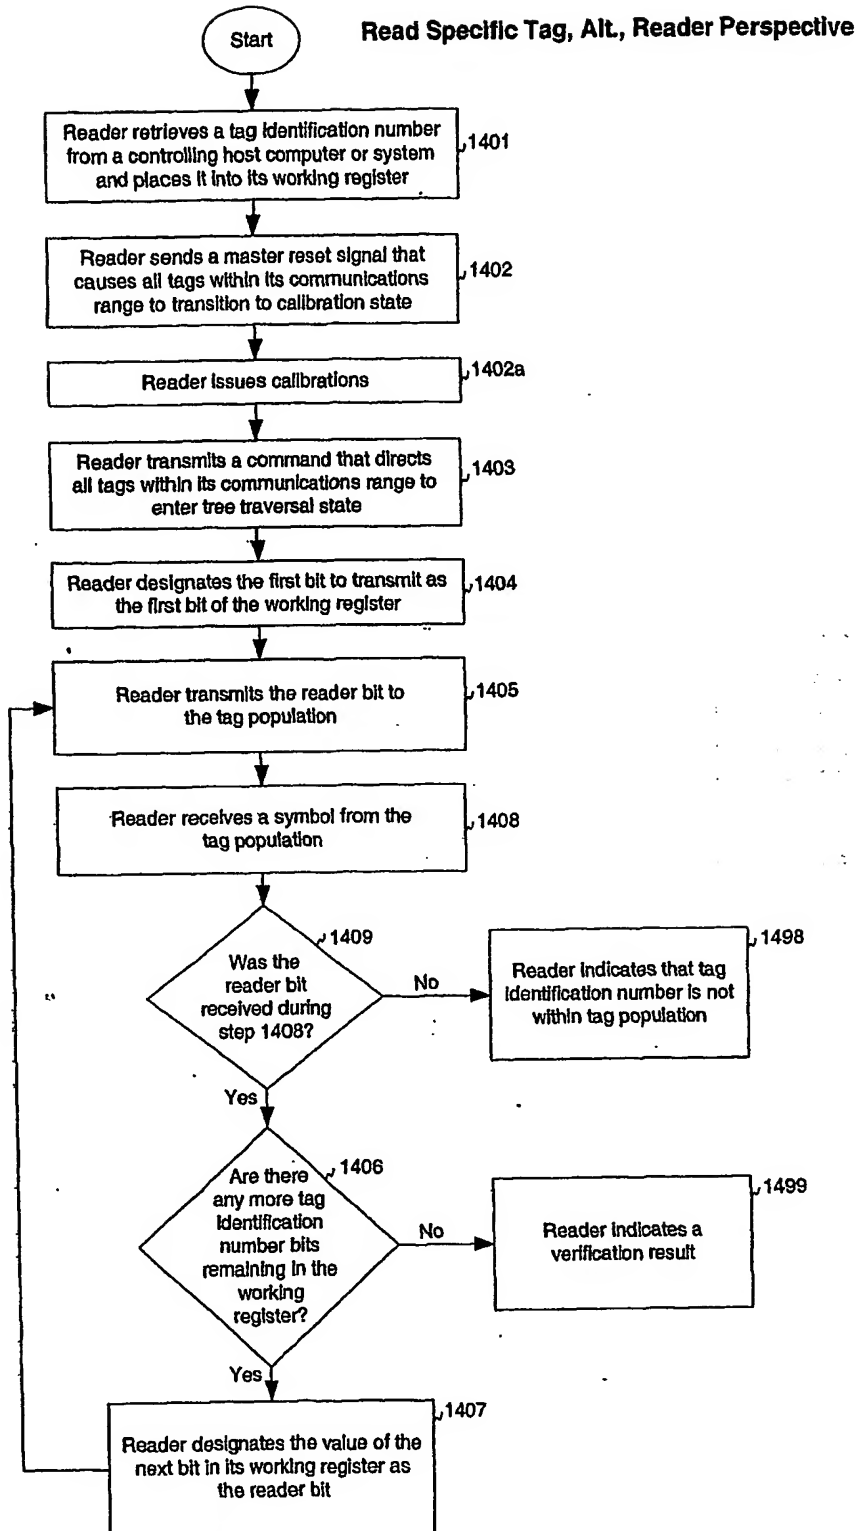 Read Specific Tag, Alt., Reader Perspective
Start
Reader retrieves a tag identification number
from a controlling host computer or system
and places it into its working register
1401
Reader sends a master reset signal that
causes all tags within its communications
range to transition to calibration state
1402
Reader issues calibrations
1402a
Reader transmits a command that directs
all tags within its communications range to
enter tree traversal state
1403
Reader designates the first bit to transmit as
the first bit of the working register
1404
Reader transmits the reader bit to
the tag population
1405
Reader receives a symbol from the
tag population
1408
1409
Was the
reader bit
received during
step 1408?
No
1498
Reader indicates that tag
identification number is not
within tag population
Yes
1406
Are there
any more tag
identification
number bits
remaining in the
working
register?
No
1499
Reader indicates a
verification result
Yes
1407
Reader designates the value of the
next bit in its working register as
the reader bit